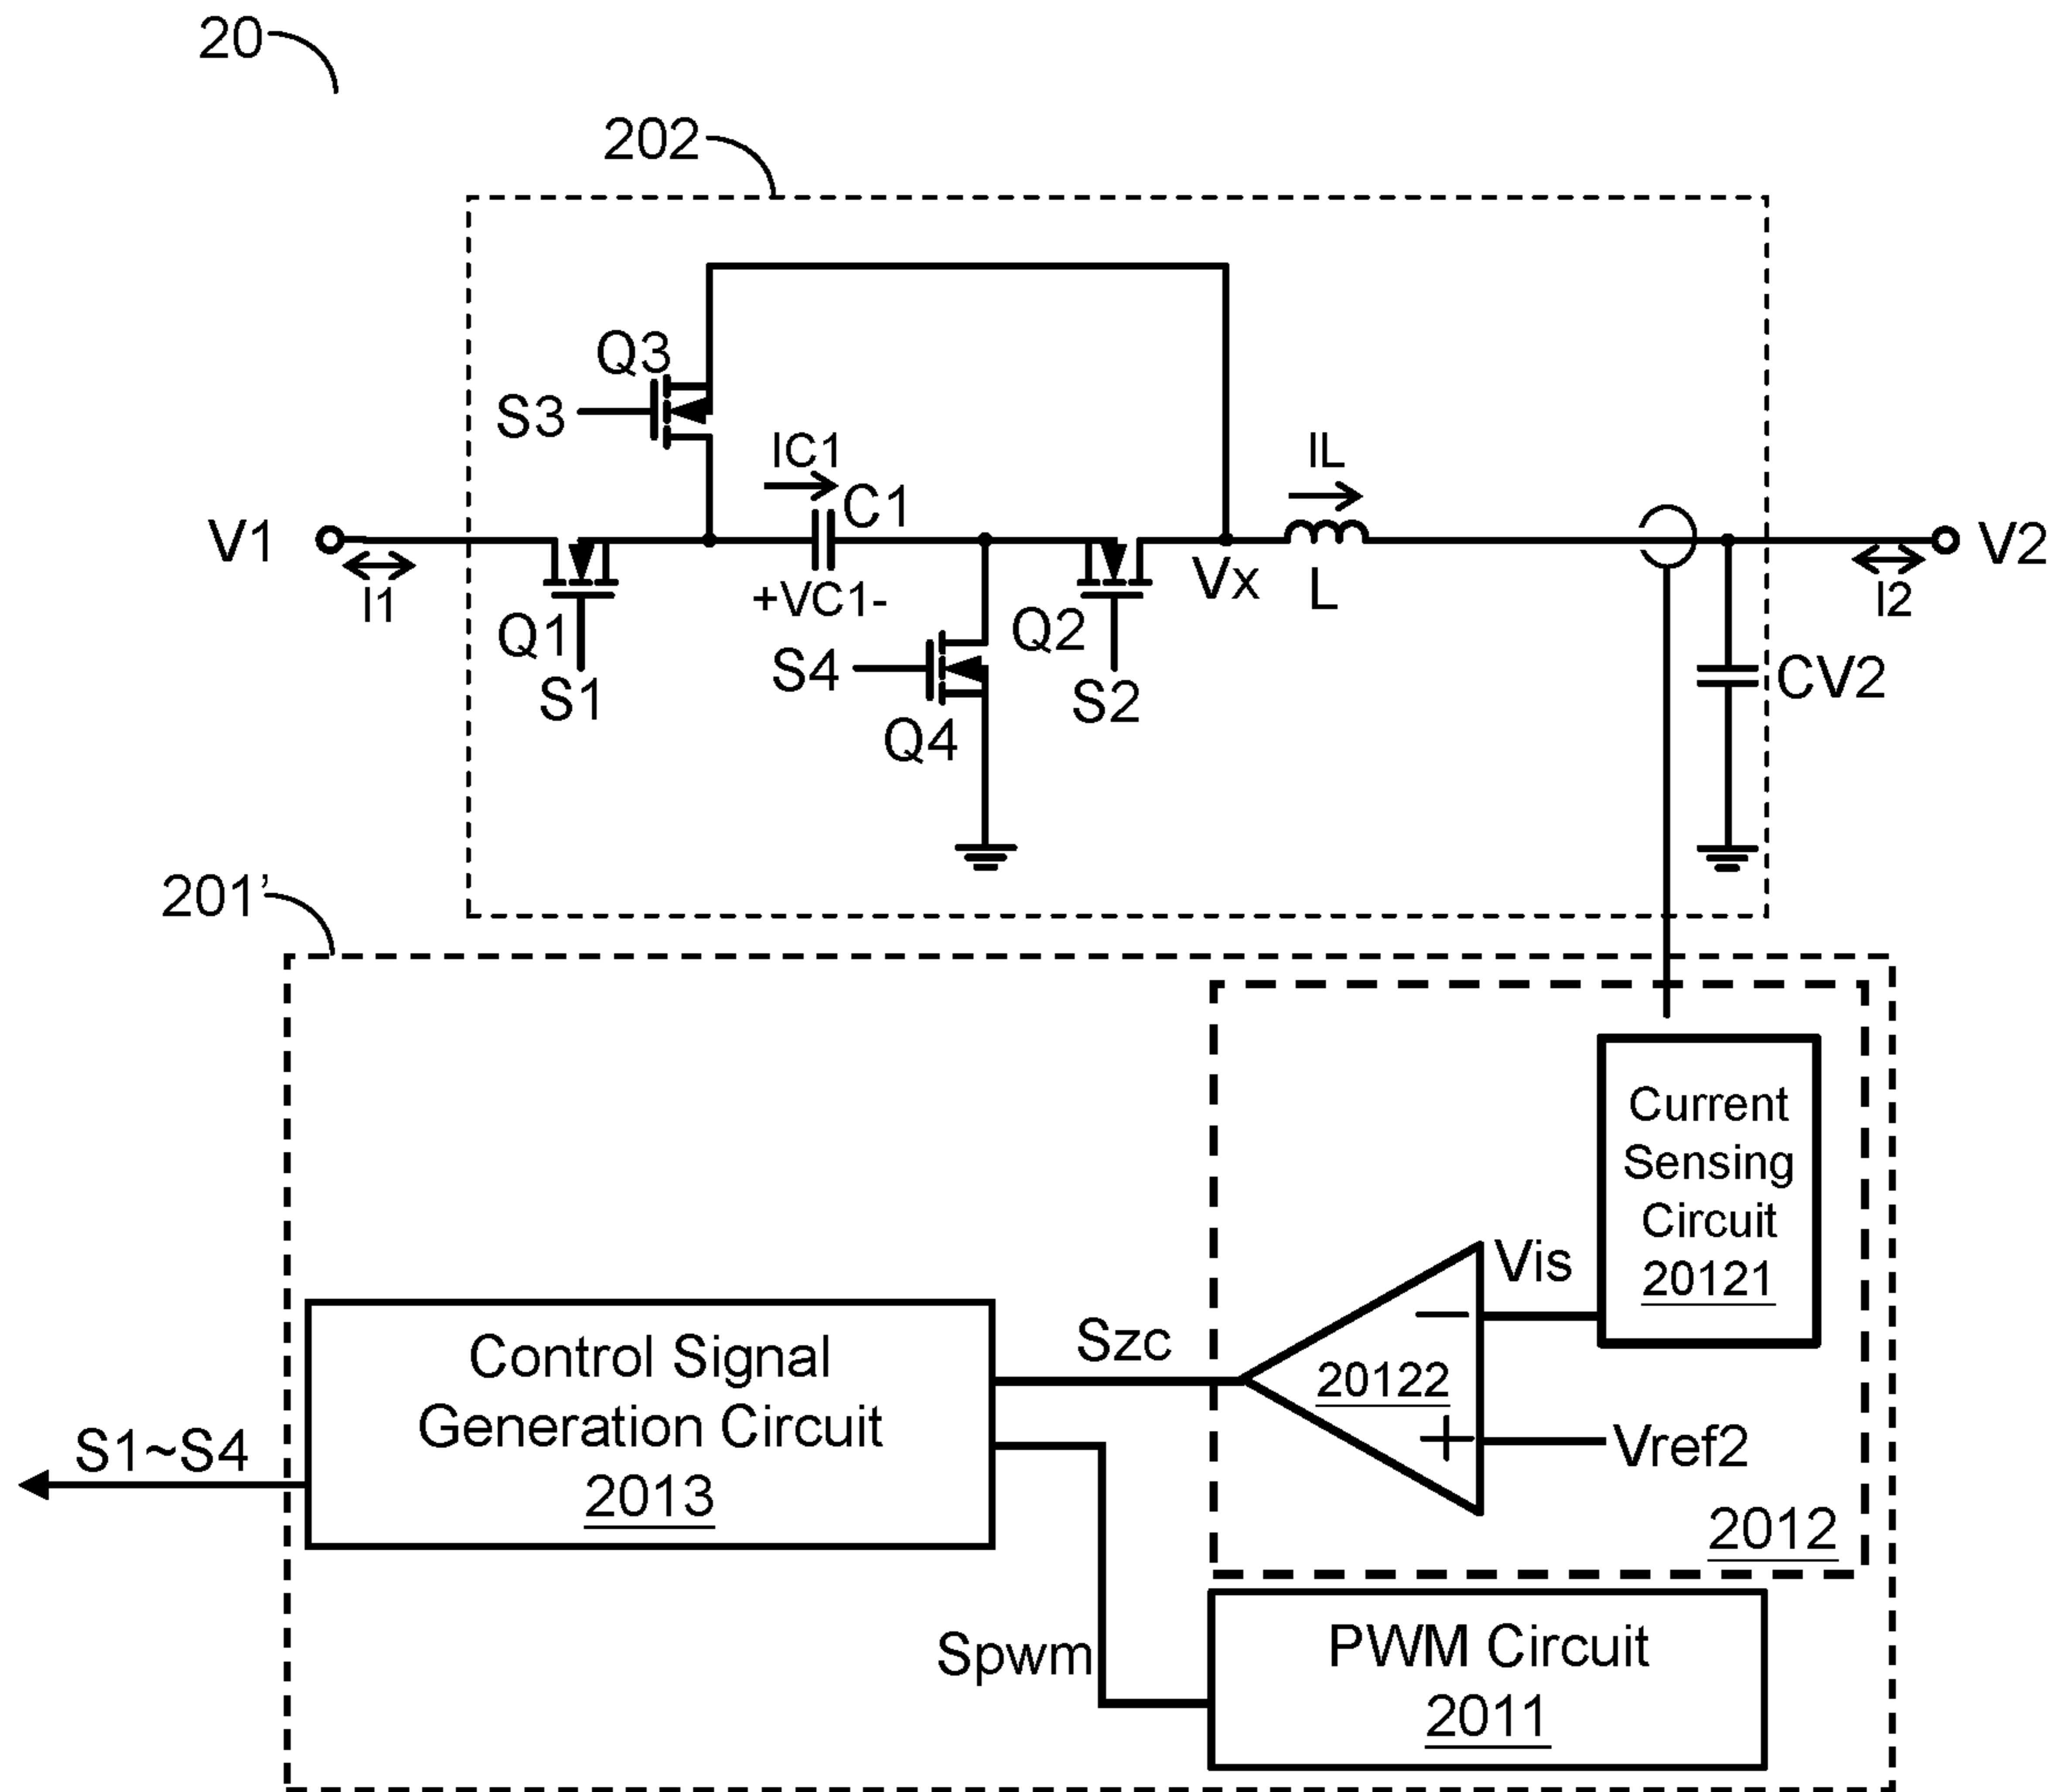 20
202
Q3
S3
IC1
C1
IL
V1
I1
+VC1-
Vx
L
I2
V2
Q1
S1
S4
Q4
Q2
S2
CV2
201’
Current
Sensing
Circuit
20121
Vis
20122
Vref2
2012
Szc
Control Signal
Generation Circuit
2013
S1~S4
Spwm
PWM Circuit
2011